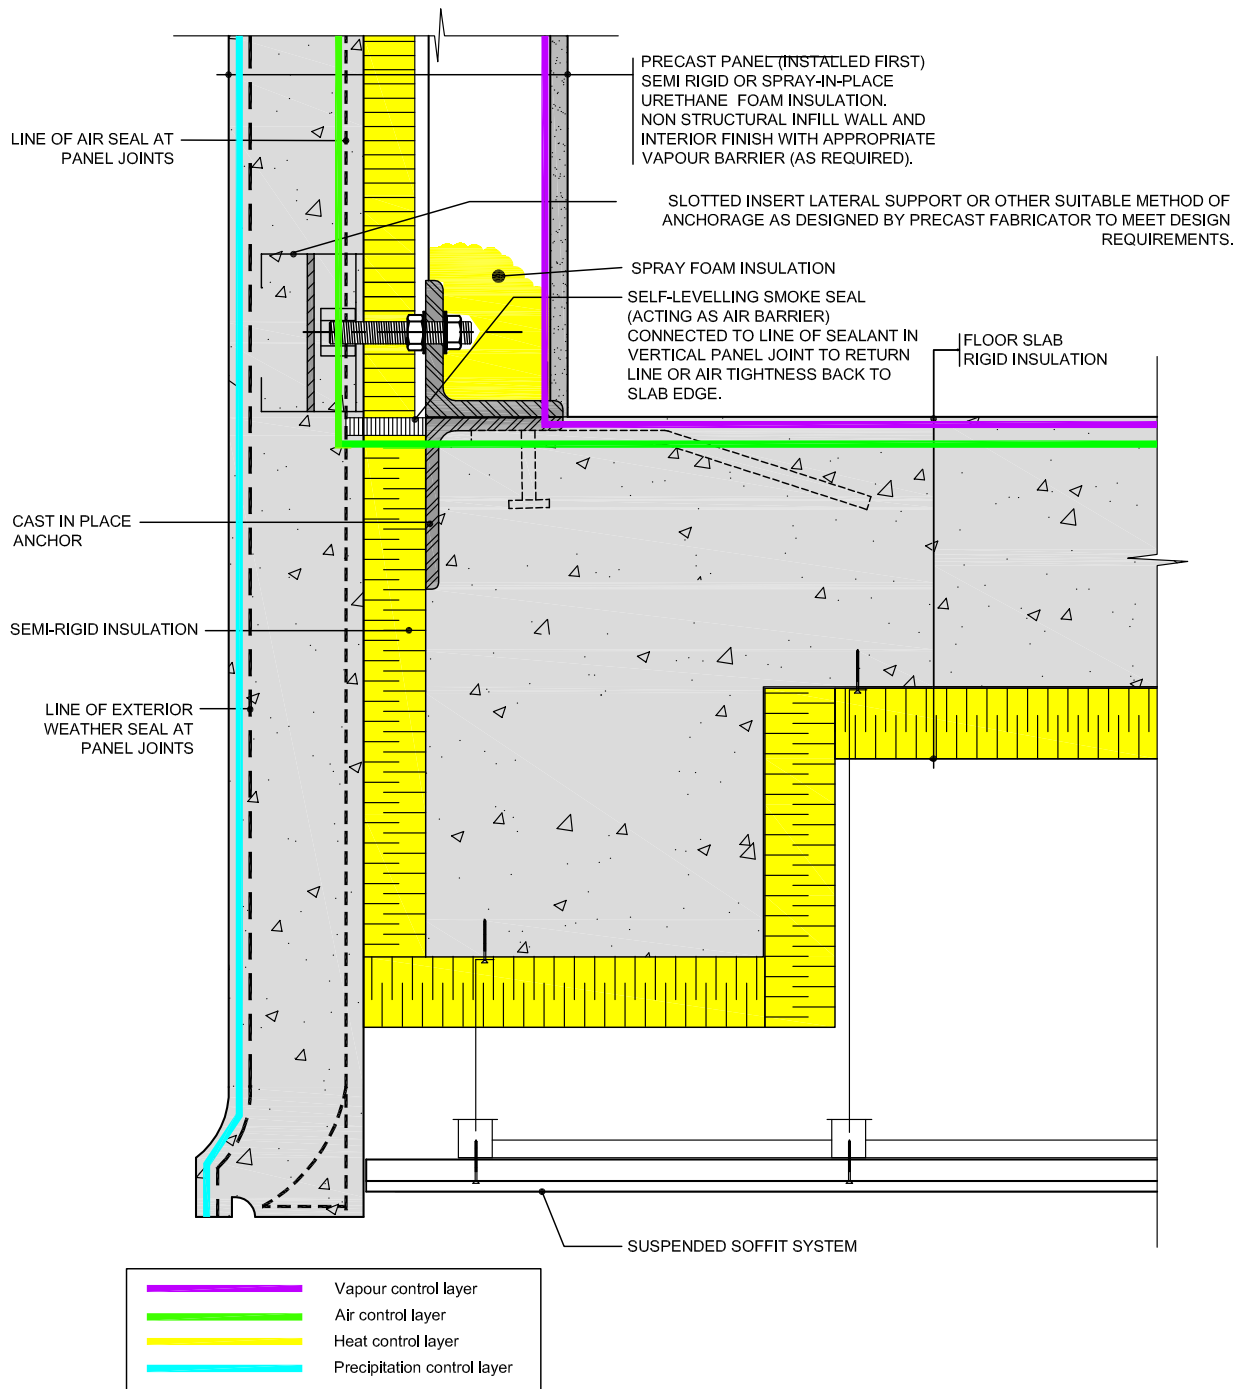 PRECAST PANEL (INSTALLED FIRST)
SEMI RIGID OR SPRAY-IN-PLACE
URETHANE FOAM INSULATION.
NON STRUCTURAL INFILL WALL AND
INTERIOR FINISH WITH APPROPRIATE
VAPOUR BARRIER (AS REQUIRED).
LINE OF AIR SEAL AT
PANEL JOINTS
SLOTTED INSERT LATERAL SUPPORT OR OTHER SUITABLE METHOD OF
ANCHORAGE AS DESIGNED BY PRECAST FABRICATOR TO MEET DESIGN
REQUIREMENTS.
SPRAY FOAM INSULATION
SELF-LEVELLING SMOKE SEAL
(ACTING AS AIR BARRIER)
CONNECTED TO LINE OF SEALANT IN
VERTICAL PANEL JOINT TO RETURN
LINE OR AIR TIGHTNESS BACK TO
SLAB EDGE.
FLOOR SLAB
RIGID INSULATION
CAST IN PLACE
ANCHOR
SEMI-RIGID INSULATION
LINE OF EXTERIOR
WEATHER SEAL AT
PANEL JOINTS
SUSPENDED SOFFIT SYSTEM
Vapour control layer
Air control layer
Heat control layer
Precipitation control layer